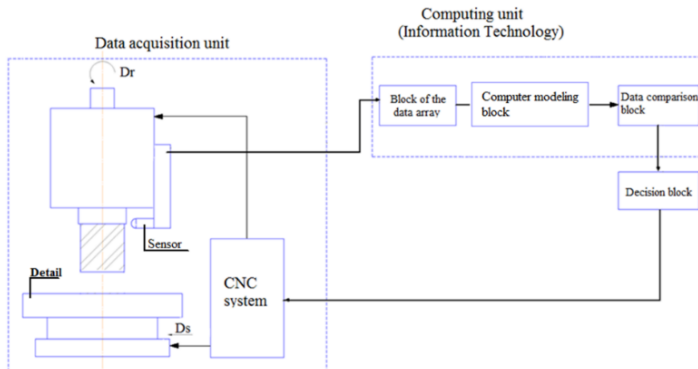 Computing unit
(Information Technology)
Data acquisition unit
Dr
Block of the
data array
Computer modeling
block
Data comparison
block
Decision block
Sensor
Detail
CNC
system
Ds